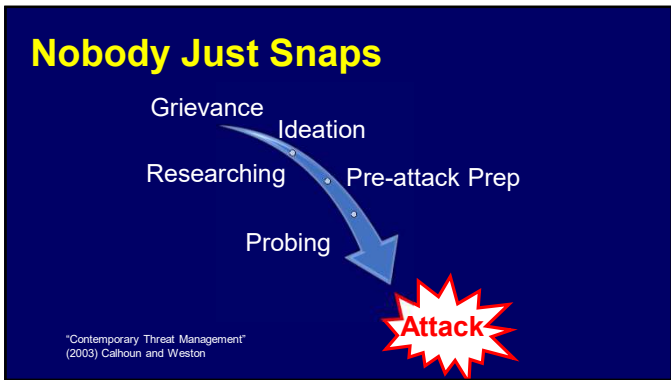 Nobody Just Snaps
Grievance
Ideation
Researching
Pre-attack Prep
Probing
Attack
“Contemporary Threat Management”
(2003) Calhoun and Weston